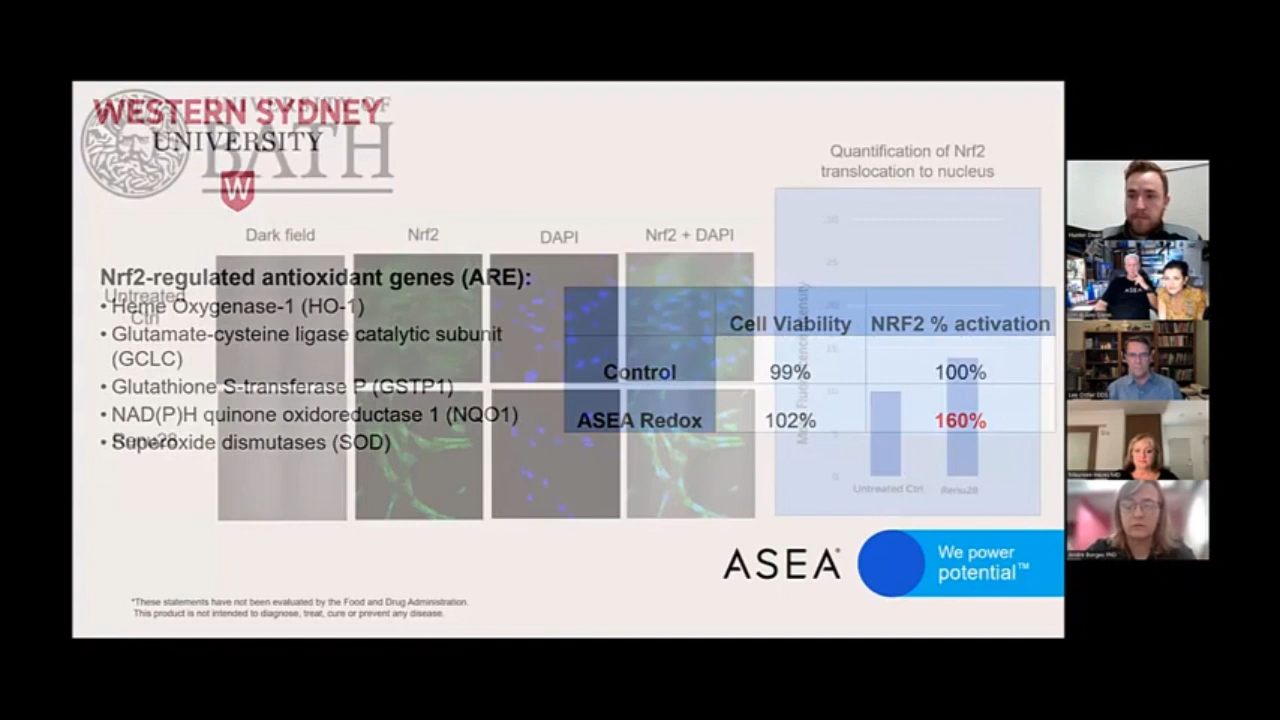 WESTERN SYDNEY
UNIVERSITY
W
UNIVERSITY OF
BATH
Quantification of Nrf2
translocation to nucleus
Dark field
Nrf2
DAPI
Nrf2 + DAPI
Untreated
Ctrl
Renu28
Nrf2-regulated antioxidant genes (ARE):
• Heme Oxygenase-1 (HO-1)
• Glutamate-cysteine ligase catalytic subunit
(GCLC)
• Glutathione S-transferase P (GSTP1)
• NAD(P)H quinone oxidoreductase 1 (NQO1)
• Superoxide dismutases (SOD)
Cell Viability NRF2 % activation
Control 99% 100%
ASEA Redox 102% 160%
Untreated Ctrl Renu28
ASEA
We power
potential™
*These statements have not been evaluated by the Food and Drug Administration.
This product is not intended to diagnose, treat, cure or prevent any disease.